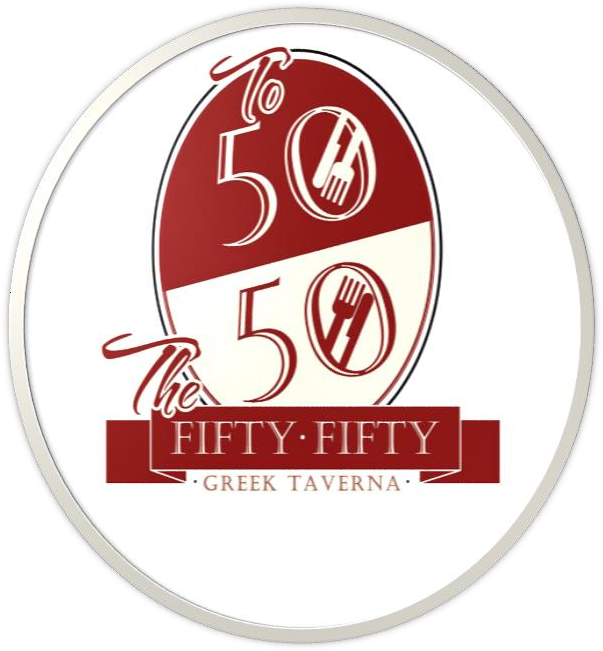 To
50
50
The
FIFTY·FIFTY
·GREEK TAVERNA·